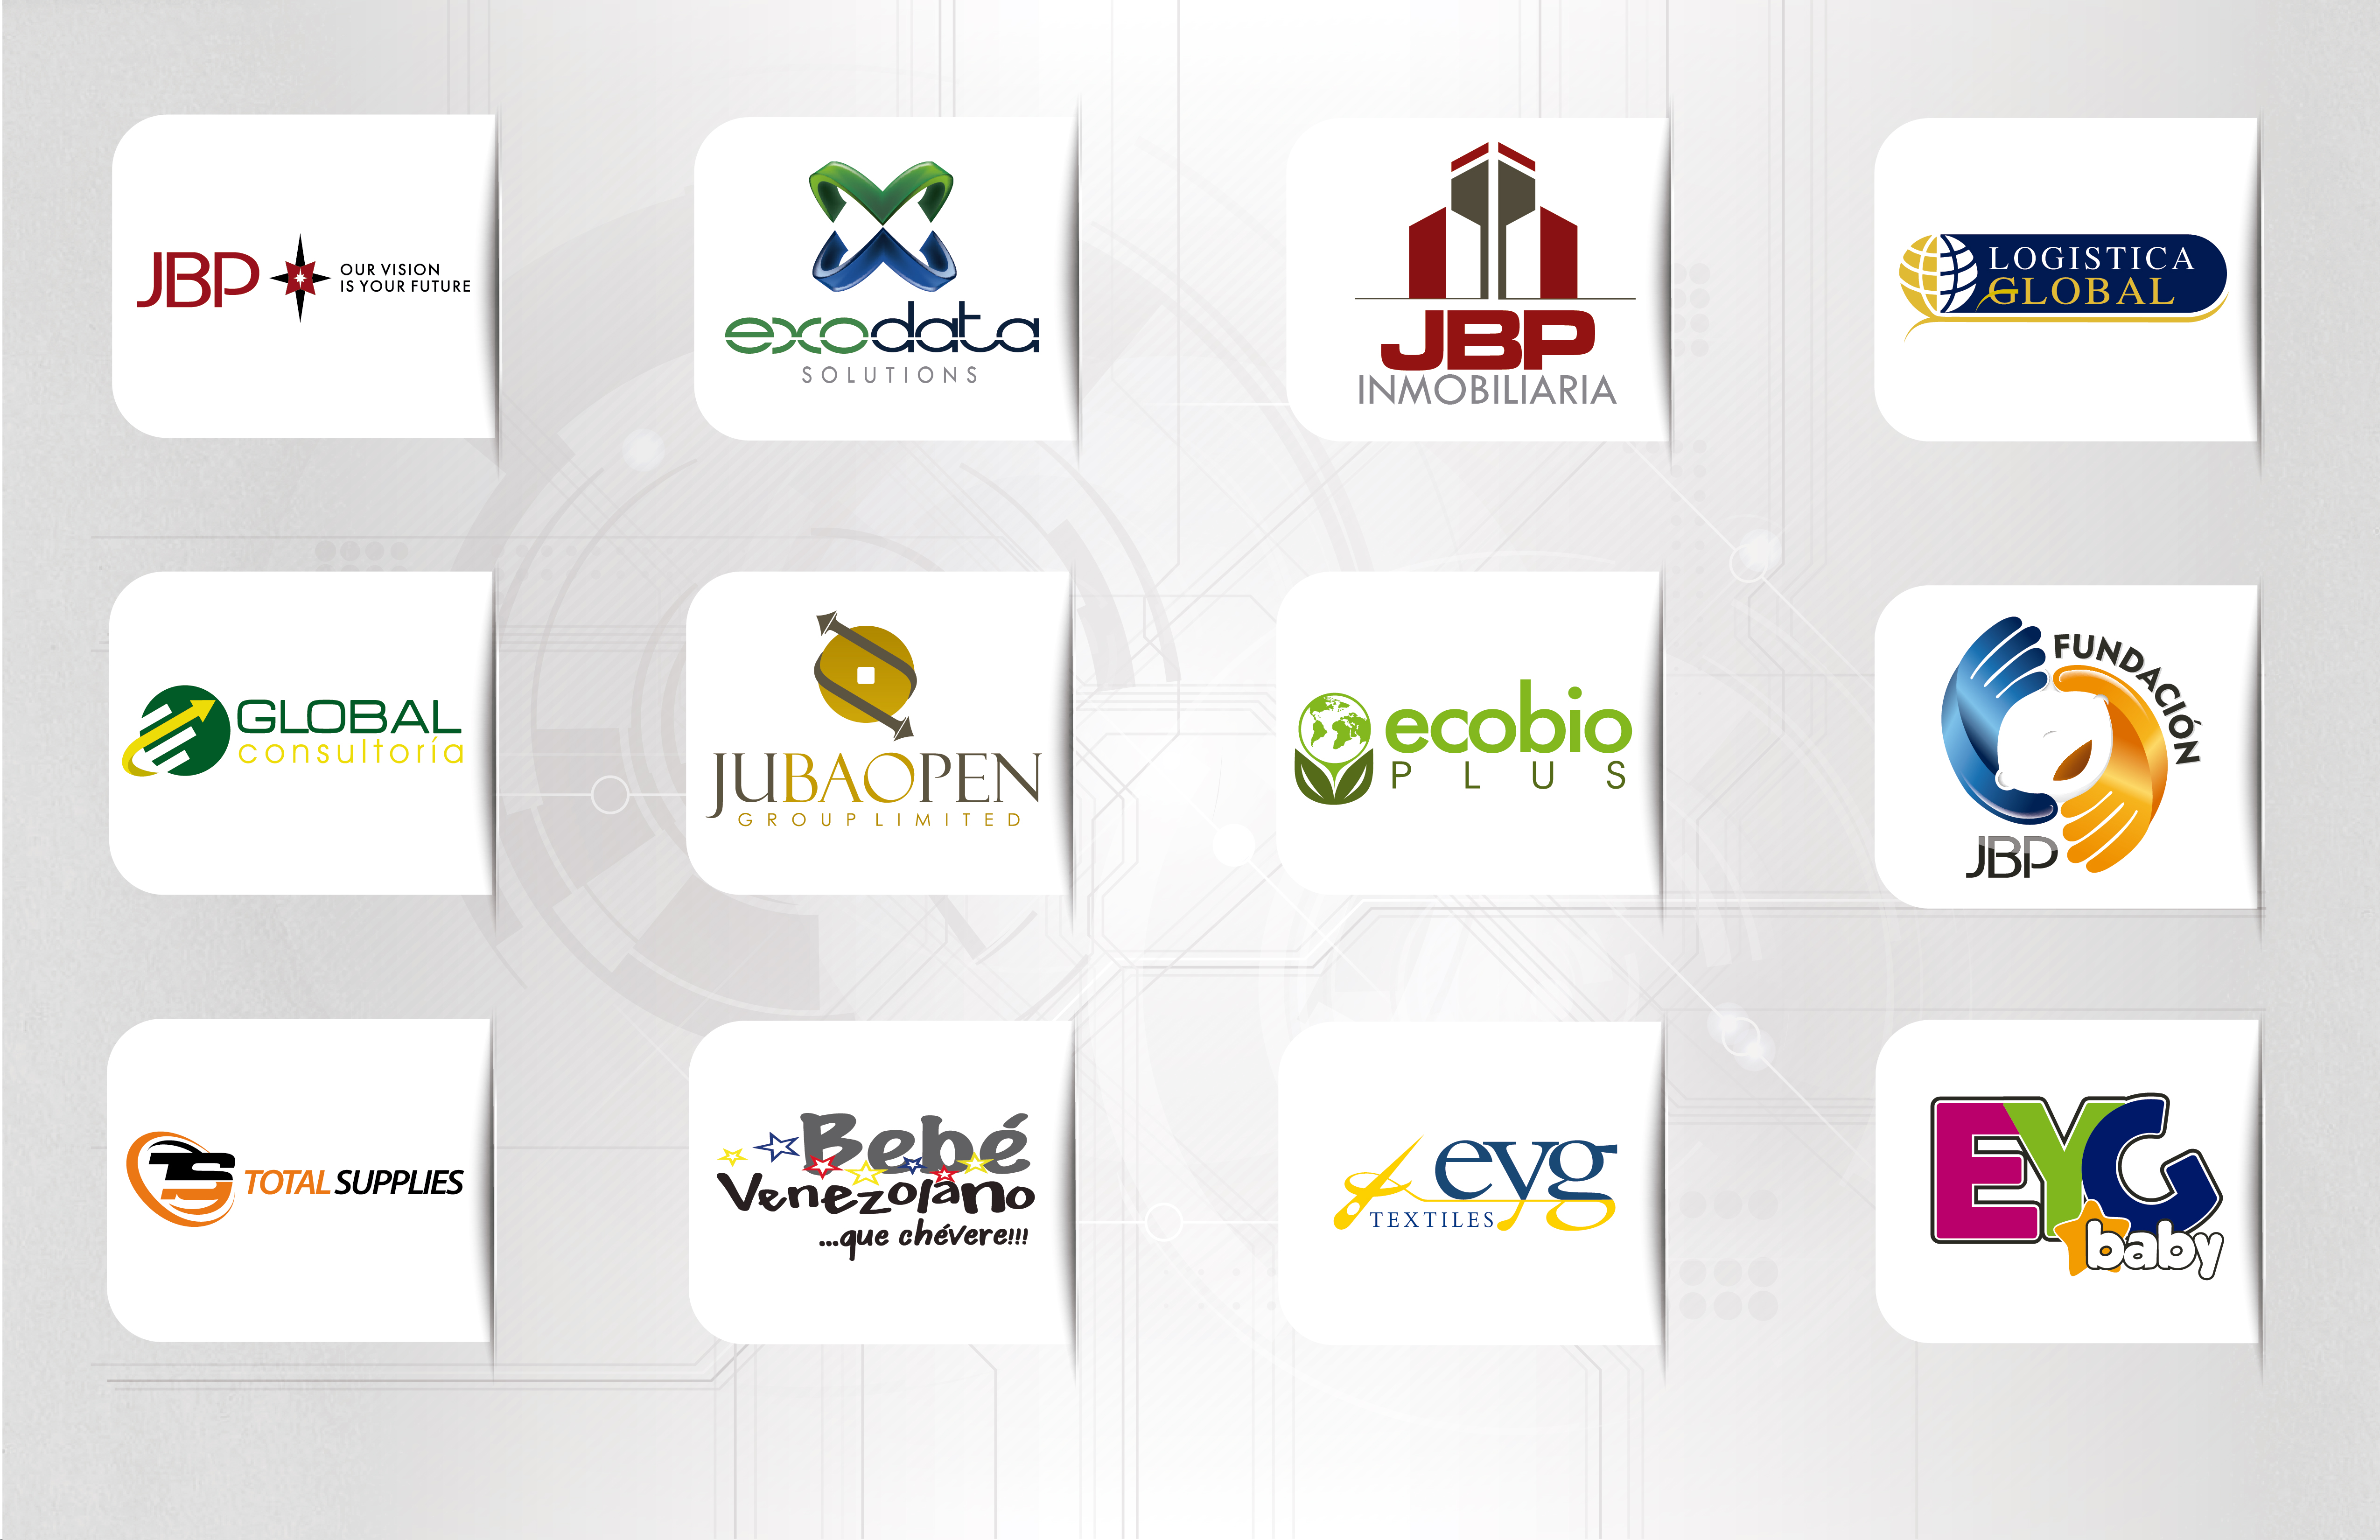 JBP
OUR VISION
IS YOUR FUTURE
exodata
SOLUTIONS
JBP
INMOBILIARIA
LOGISTICA
GLOBAL
GLOBAL
consultoría
JUBAOPEN
GROUP LIMITED
ecobio
PLUS
FUNDACIÓN
JBP
TS
TOTAL SUPPLIES
Bebé
Venezolano
...que chévere!!!
eyg
TEXTILES
EYG
baby